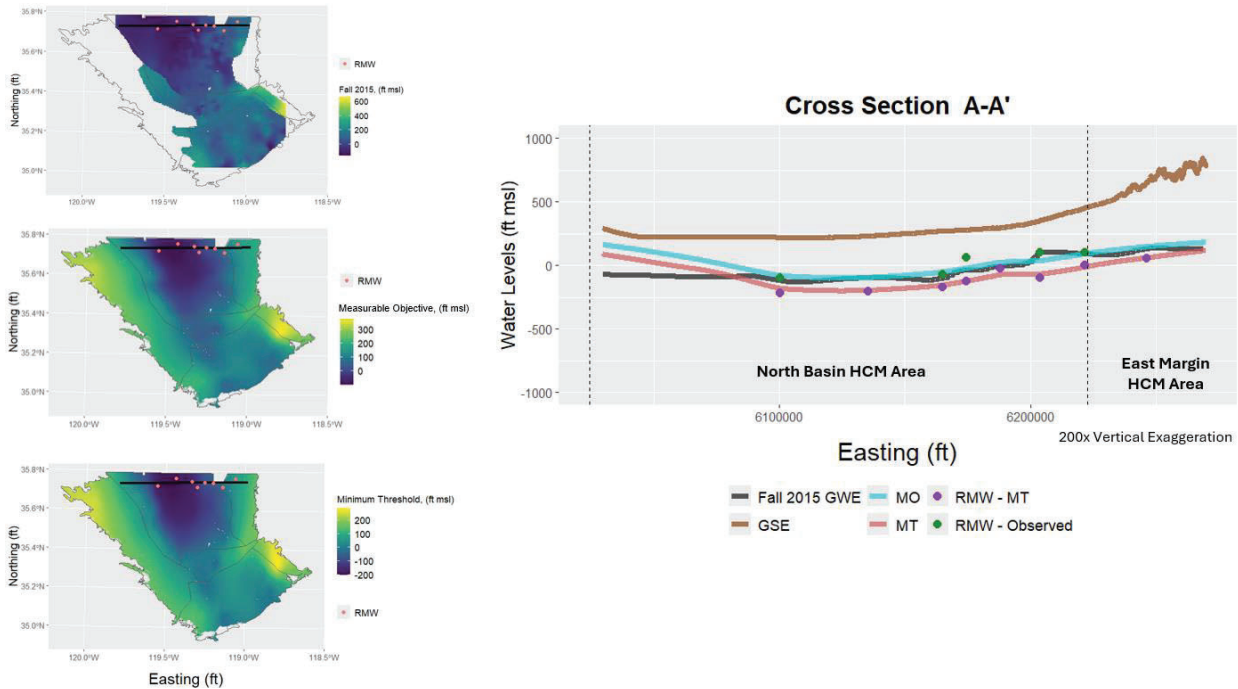 35.8°N
35.6°N
35.4°N
35.2°N
35.0°N
Northing (ft)
120.0°W
119.5°W
119.0°W
118.5°W
RMW
Fall 2015, (ft msl)
600
400
200
0
35.8°N
35.6°N
35.4°N
35.2°N
35.0°N
Northing (ft)
120.0°W
119.5°W
119.0°W
118.5°W
RMW
Measurable Objective, (ft msl)
300
200
100
0
35.8°N
35.6°N
35.4°N
35.2°N
35.0°N
Northing (ft)
120.0°W
119.5°W
119.0°W
118.5°W
Easting (ft)
Minimum Threshold, (ft msl)
200
100
0
-100
-200
RMW
Cross Section A-A'
1000
500
0
-500
-1000
Water Levels (ft msl)
North Basin HCM Area
East Margin
HCM Area
6100000
6200000
200x Vertical Exaggeration
Easting (ft)
Fall 2015 GWE
MO
RMW - MT
GSE
MT
RMW - Observed